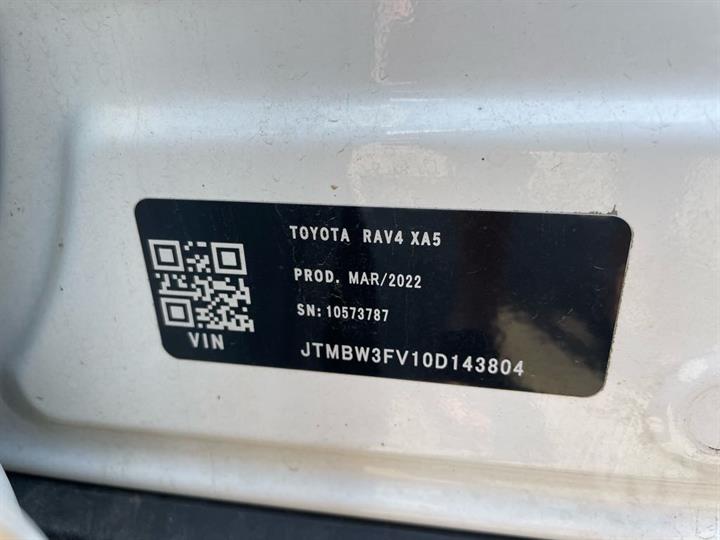 TOYOTA RAV4 XA5
PROD. MAR/2022
SN: 10573787
VIN
JTMBW3FV10D143804